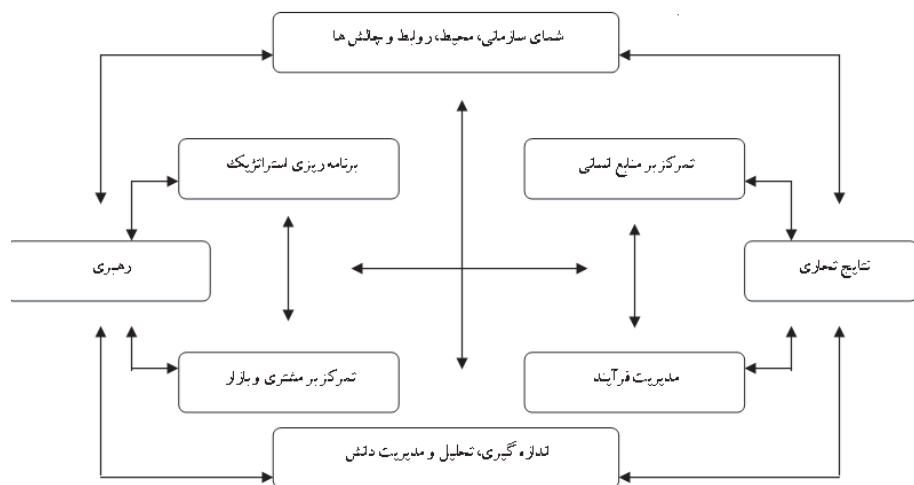 شمای سازمانی، محیط، روابط و چالش ها
تمرکز بر منابع انسانی
برنامه ریزی استراتژیک
نتایج تجاری
رهبری
مدیریت فرآیند
تمرکز بر مشتری و بازار
اندازه گیری، تحلیل و مدیریت دانش